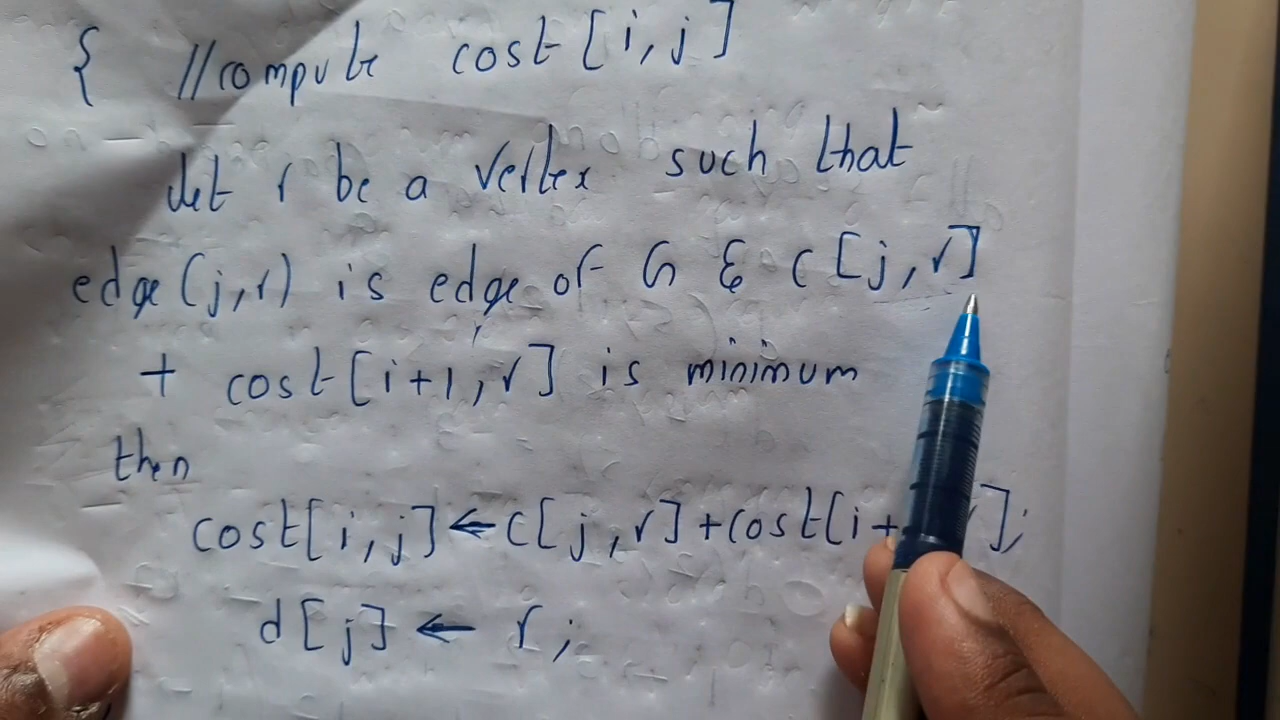 { //compute cost[i,j]
let r be a vertex such that
edge(j,r) is edge of G & c[j,r]
+ cost[i+1,r] is minimum
then
cost[i,j]←c[j,r]+cost[i+ r];
d[j] ← r;